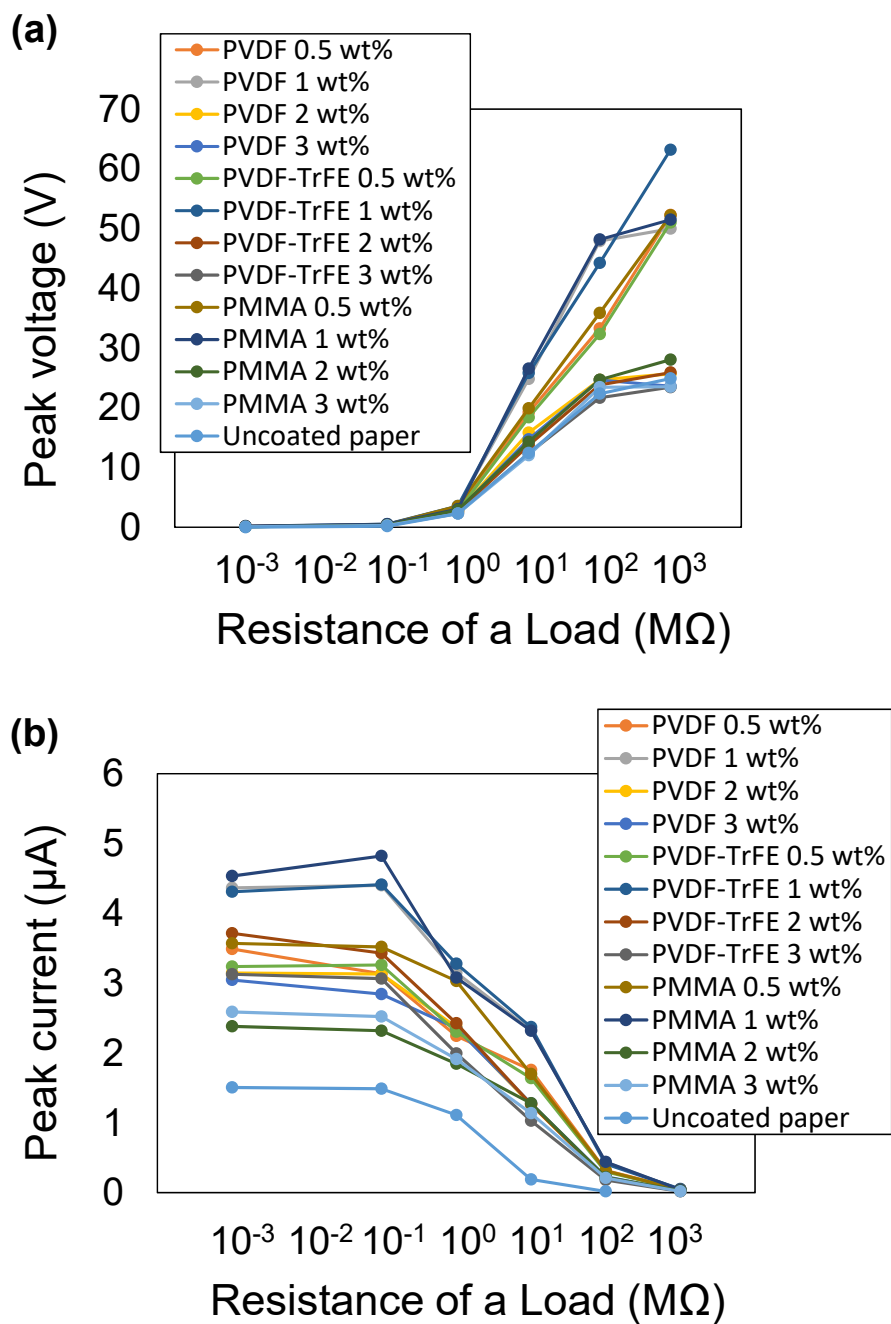 (a)
PVDF 0.5 wt%
PVDF 1 wt%
PVDF 2 wt%
PVDF 3 wt%
PVDF-TrFE 0.5 wt%
PVDF-TrFE 1 wt%
PVDF-TrFE 2 wt%
PVDF-TrFE 3 wt%
PMMA 0.5 wt%
PMMA 1 wt%
PMMA 2 wt%
PMMA 3 wt%
Uncoated paper
Peak voltage (V)
70
60
50
40
30
20
10
0
10⁻³ 10⁻² 10⁻¹ 10⁰ 10¹ 10² 10³
Resistance of a Load (MΩ)
(b)
PVDF 0.5 wt%
PVDF 1 wt%
PVDF 2 wt%
PVDF 3 wt%
PVDF-TrFE 0.5 wt%
PVDF-TrFE 1 wt%
PVDF-TrFE 2 wt%
PVDF-TrFE 3 wt%
PMMA 0.5 wt%
PMMA 1 wt%
PMMA 2 wt%
PMMA 3 wt%
Uncoated paper
Peak current (µA)
6
5
4
3
2
1
0
10⁻³ 10⁻² 10⁻¹ 10⁰ 10¹ 10² 10³
Resistance of a Load (MΩ)